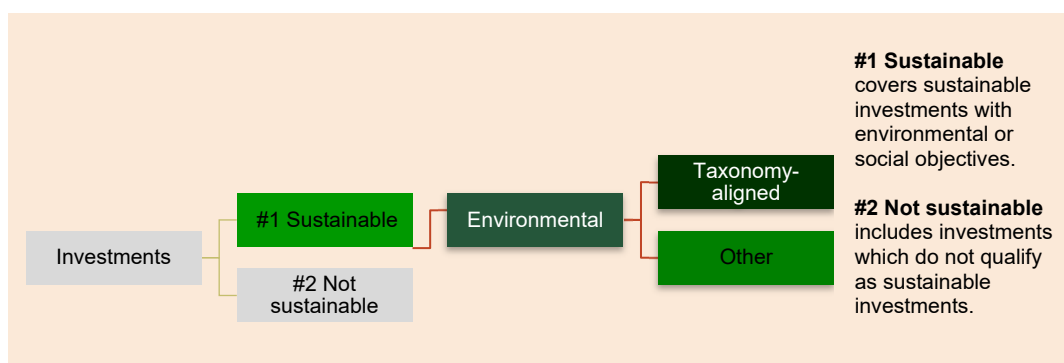 Investments
#1 Sustainable
#2 Not
sustainable
Environmental
Taxonomy-
aligned
Other
#1 Sustainable
covers sustainable
investments with
environmental or
social objectives.
#2 Not sustainable
includes investments
which do not qualify
as sustainable
investments.